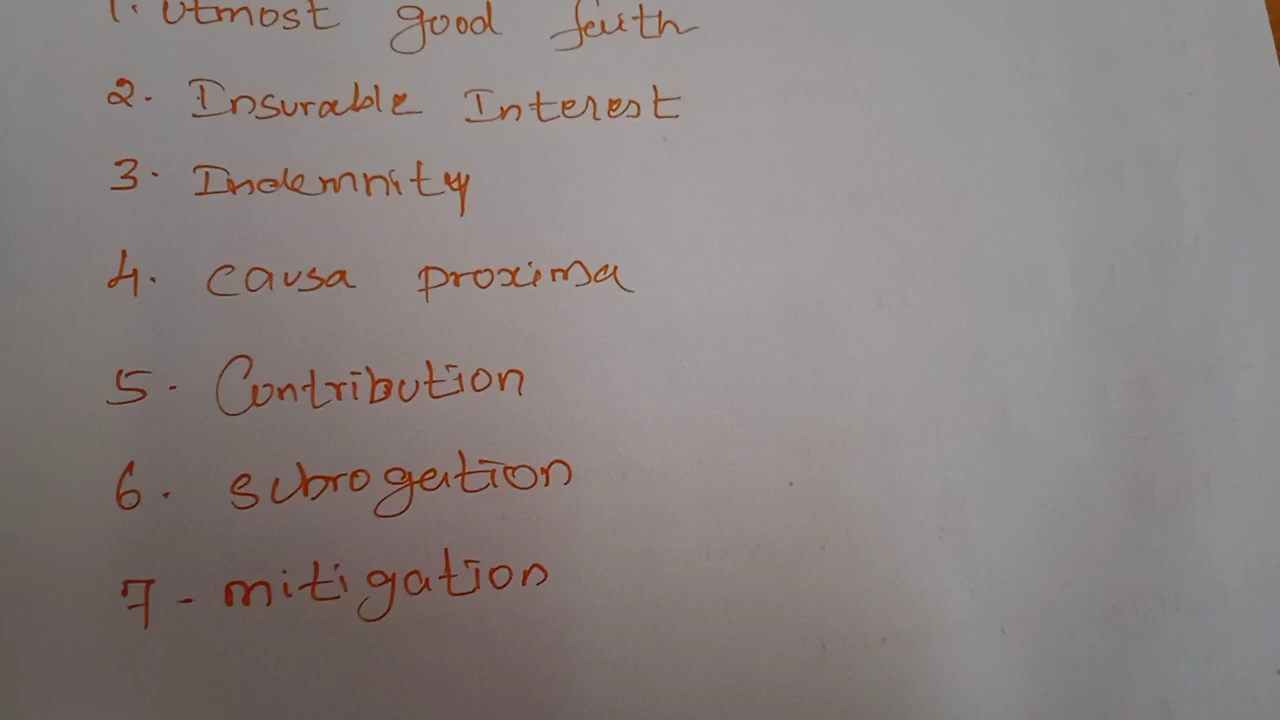 1. Utmost good faith
2. Insurable Interest
3. Indemnity
4. causa proxima
5. Contribution
6. subrogation
7- mitigation